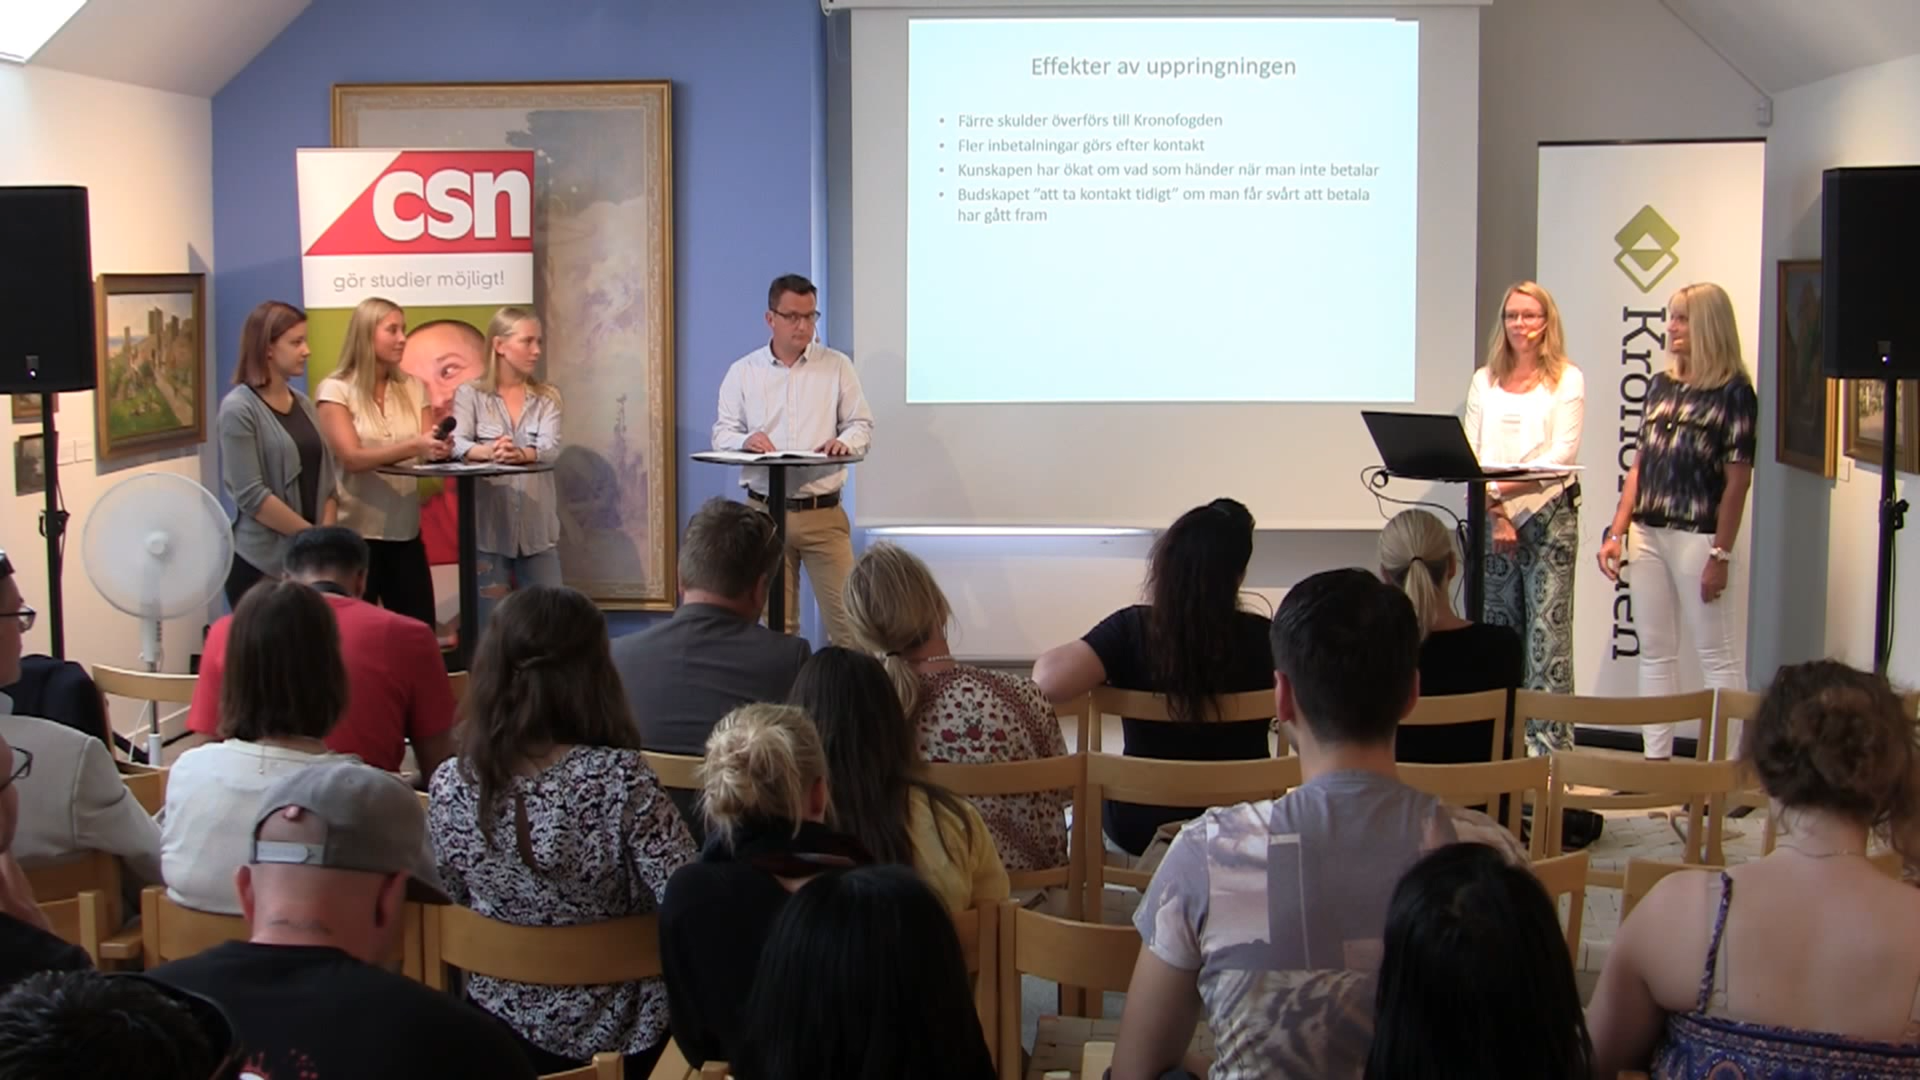 Effekter av uppringningen
• Färre skulder överförs till Kronofogden
• Fler inbetalningar görs efter kontakt
• Kunskapen har ökat om vad som händer när man inte betalar
• Budskapet ”att ta kontakt tidigt” om man får svårt att betala
har gått fram
csn
gör studier möjligt!